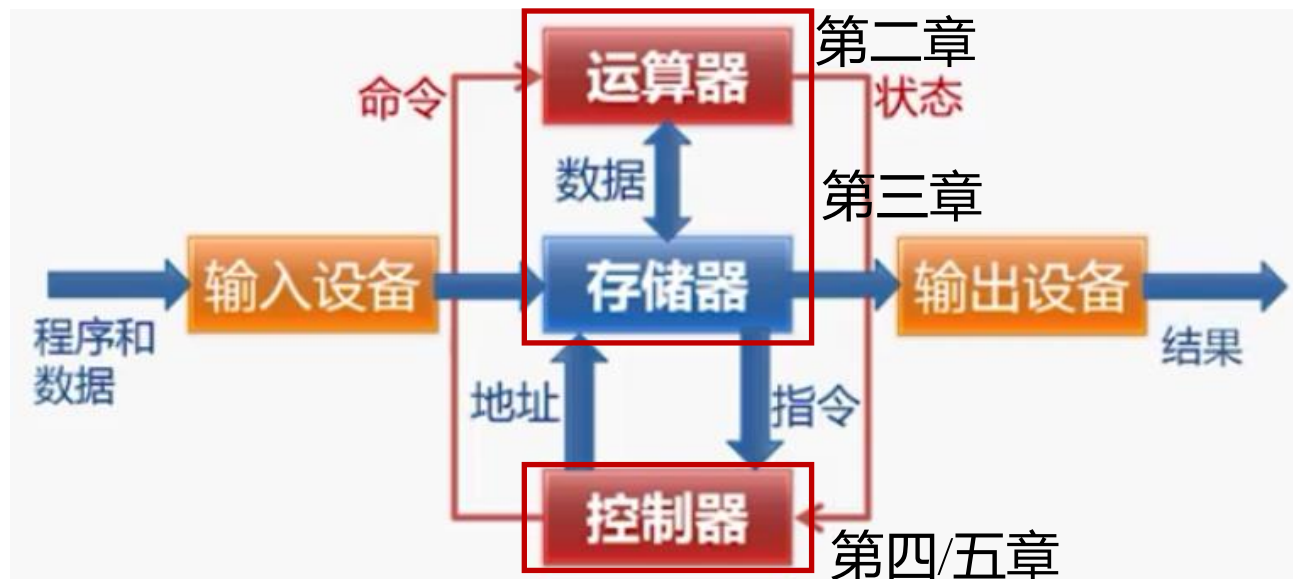 运算器
第二章
命令
状态
数据
第三章
输入设备
存储器
输出设备
程序和
数据
结果
地址
指令
控制器
第四/五章